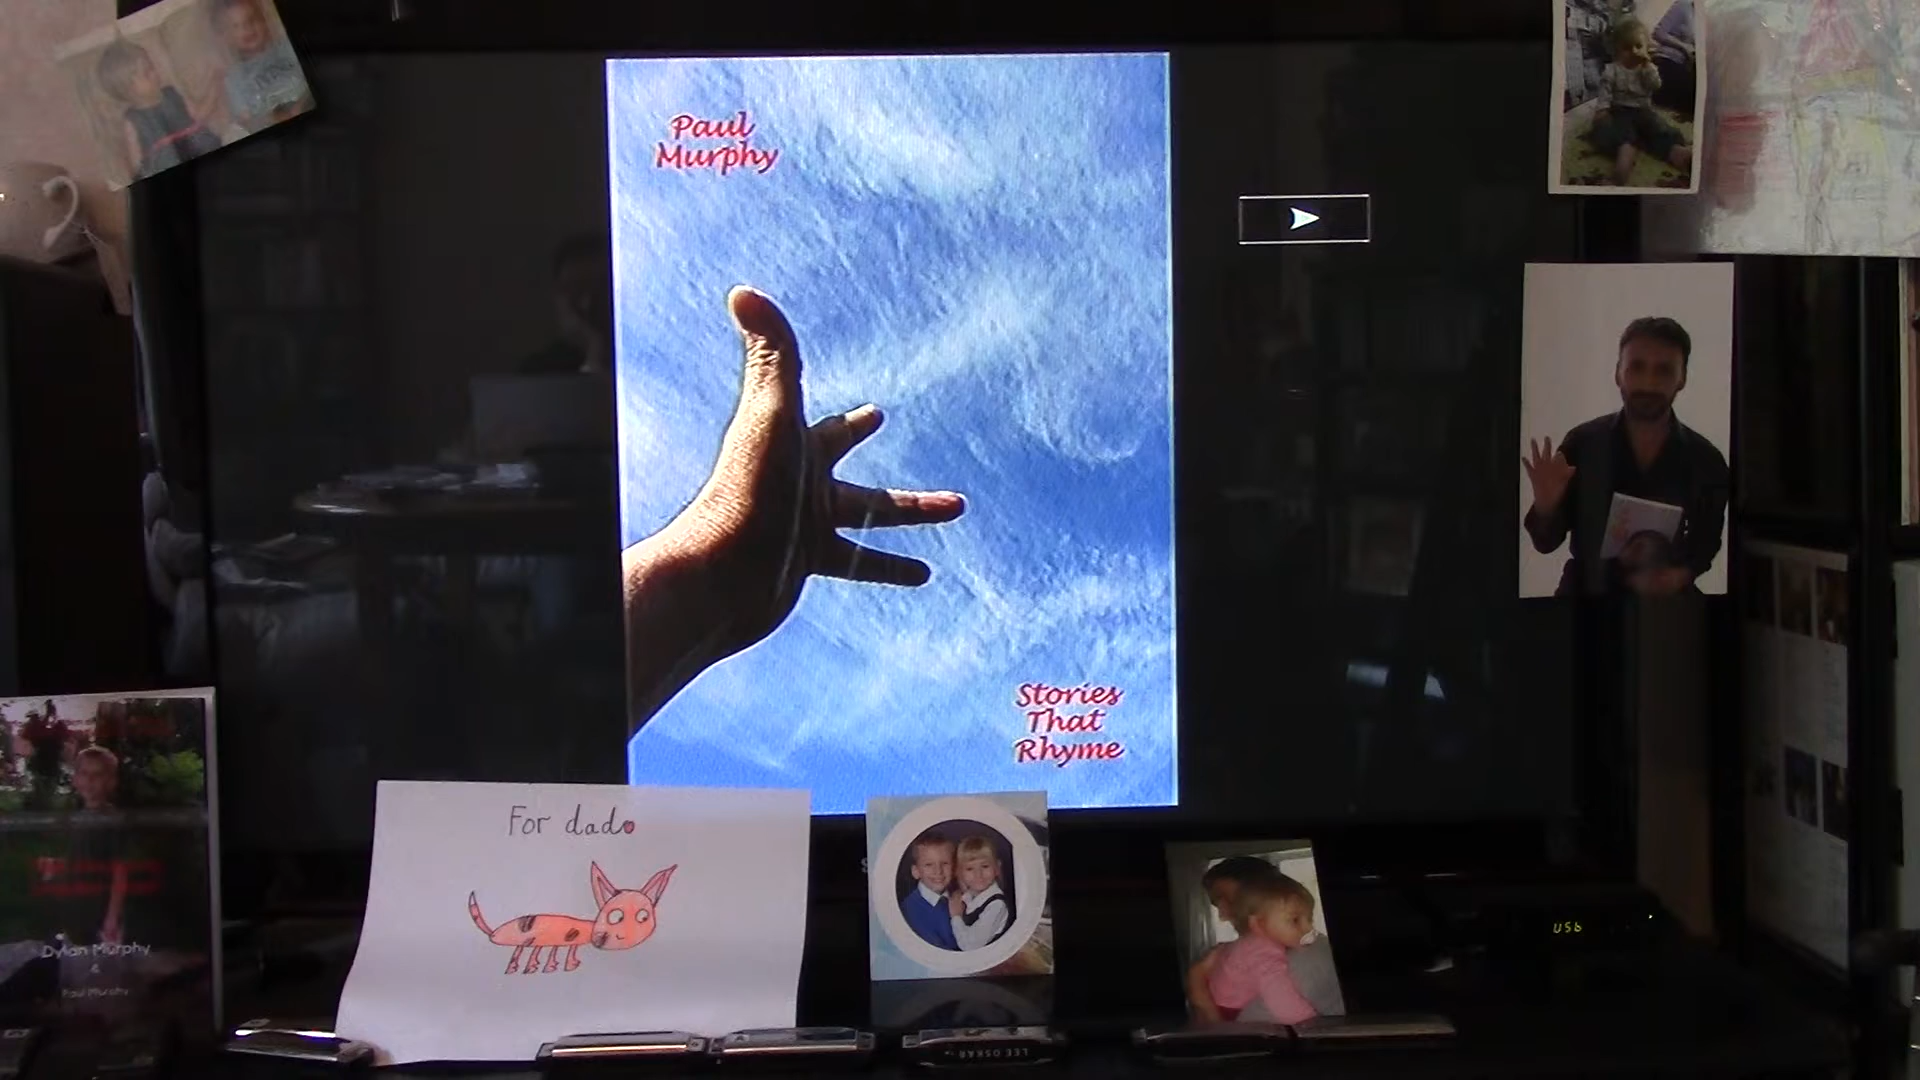 Paul
Murphy
Stories
That
Rhyme
For dad
Dylan Murphy
&
Paul Murphy
USb
LEE OSKAR